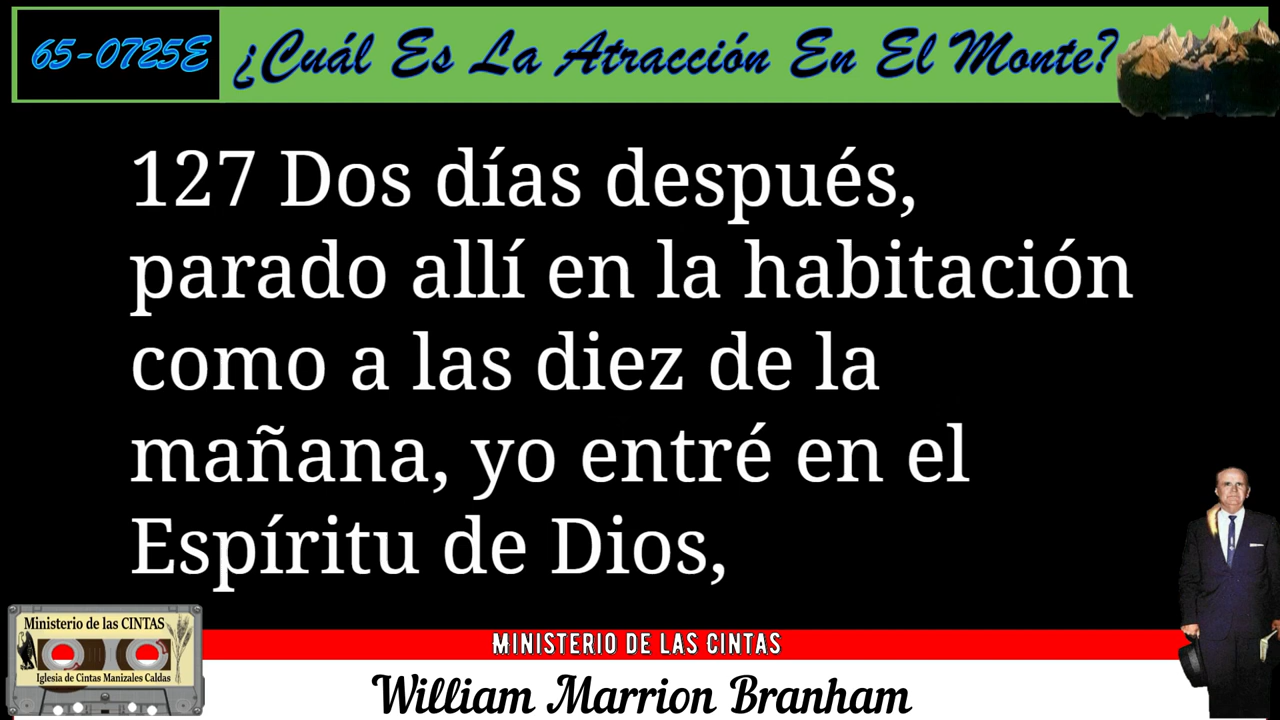 65-0725E ¿Cuál Es La Atracción En El Monte?
127 Dos días después,
parado allí en la habitación
como a las diez de la
mañana, yo entré en el
Espíritu de Dios,
Ministerio de las CINTAS
Iglesia de Cintas Manizales Caldas
MINISTERIO DE LAS CINTAS
William Marrion Branham